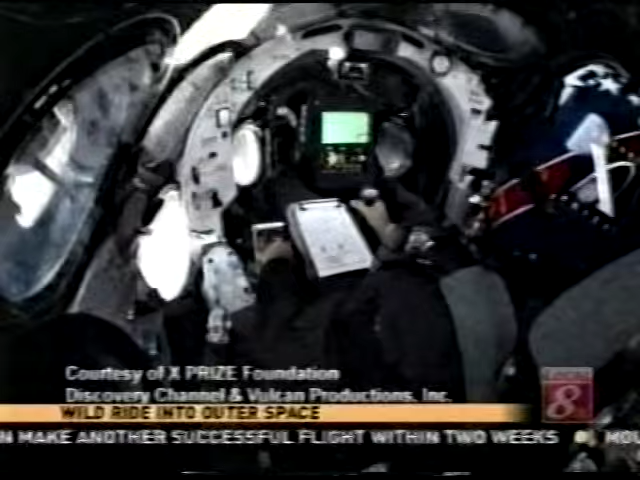 Courtesy of X PRIZE Foundation
Discovery Channel & Vulcan Productions, Inc.
8
WILD RIDE INTO OUTER SPACE
N MAKE ANOTHER SUCCESSFUL FLIGHT WITHIN TWO WEEKS
MOU